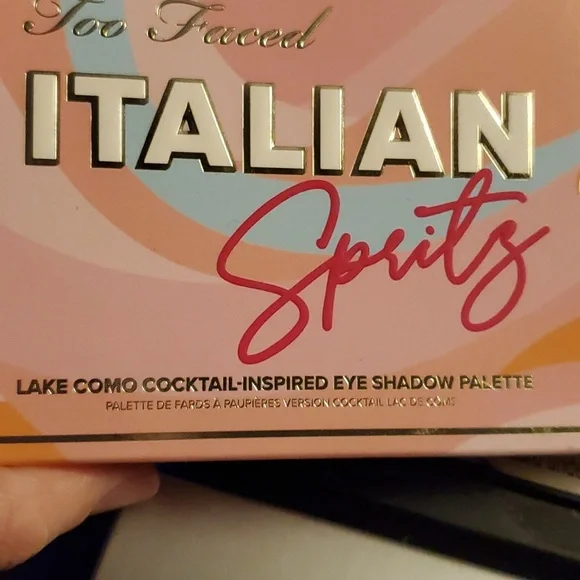 Too Faced
ITALIAN
Spritz
LAKE COMO COCKTAIL-INSPIRED EYE SHADOW PALETTE
PALETTE DE FARDS À PAUPIÈRES VERSION COCKTAIL LAC DE CÔME